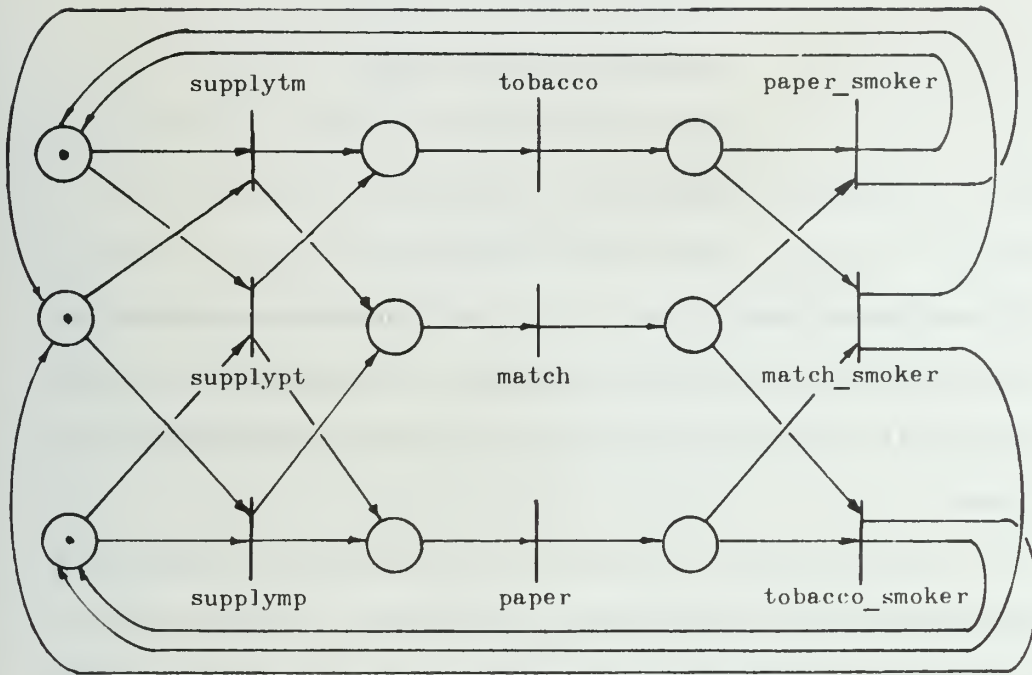 supplytm
tobacco
paper_smoker
supplypt
match
match_smoker
supplymp
paper
tobacco_smoker